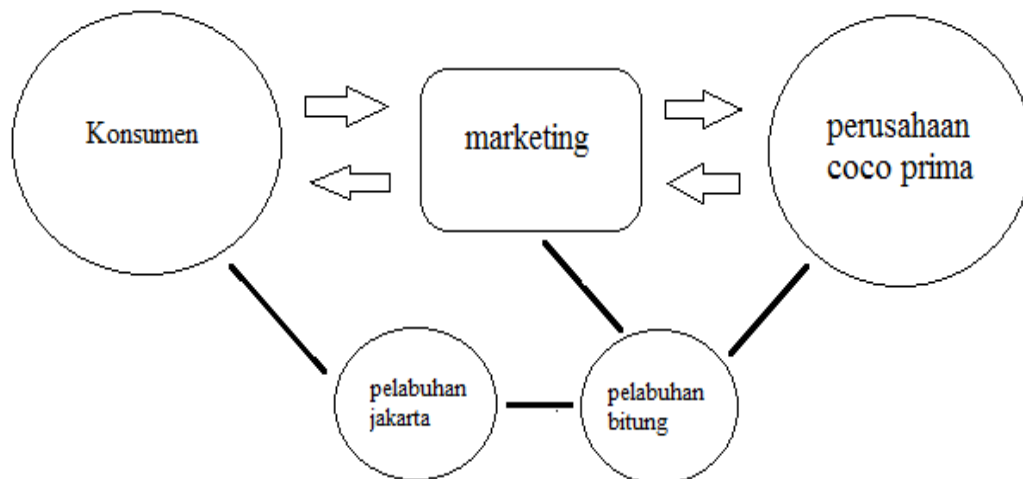 Konsumen
marketing
perusahaan
coco prima
pelabuhan
jakarta
pelabuhan
bitung